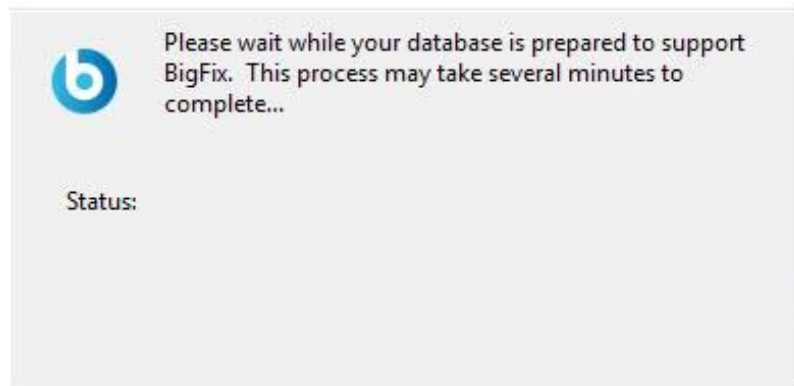 Please wait while your database is prepared to support
BigFix.  This process may take several minutes to
complete...
Status: